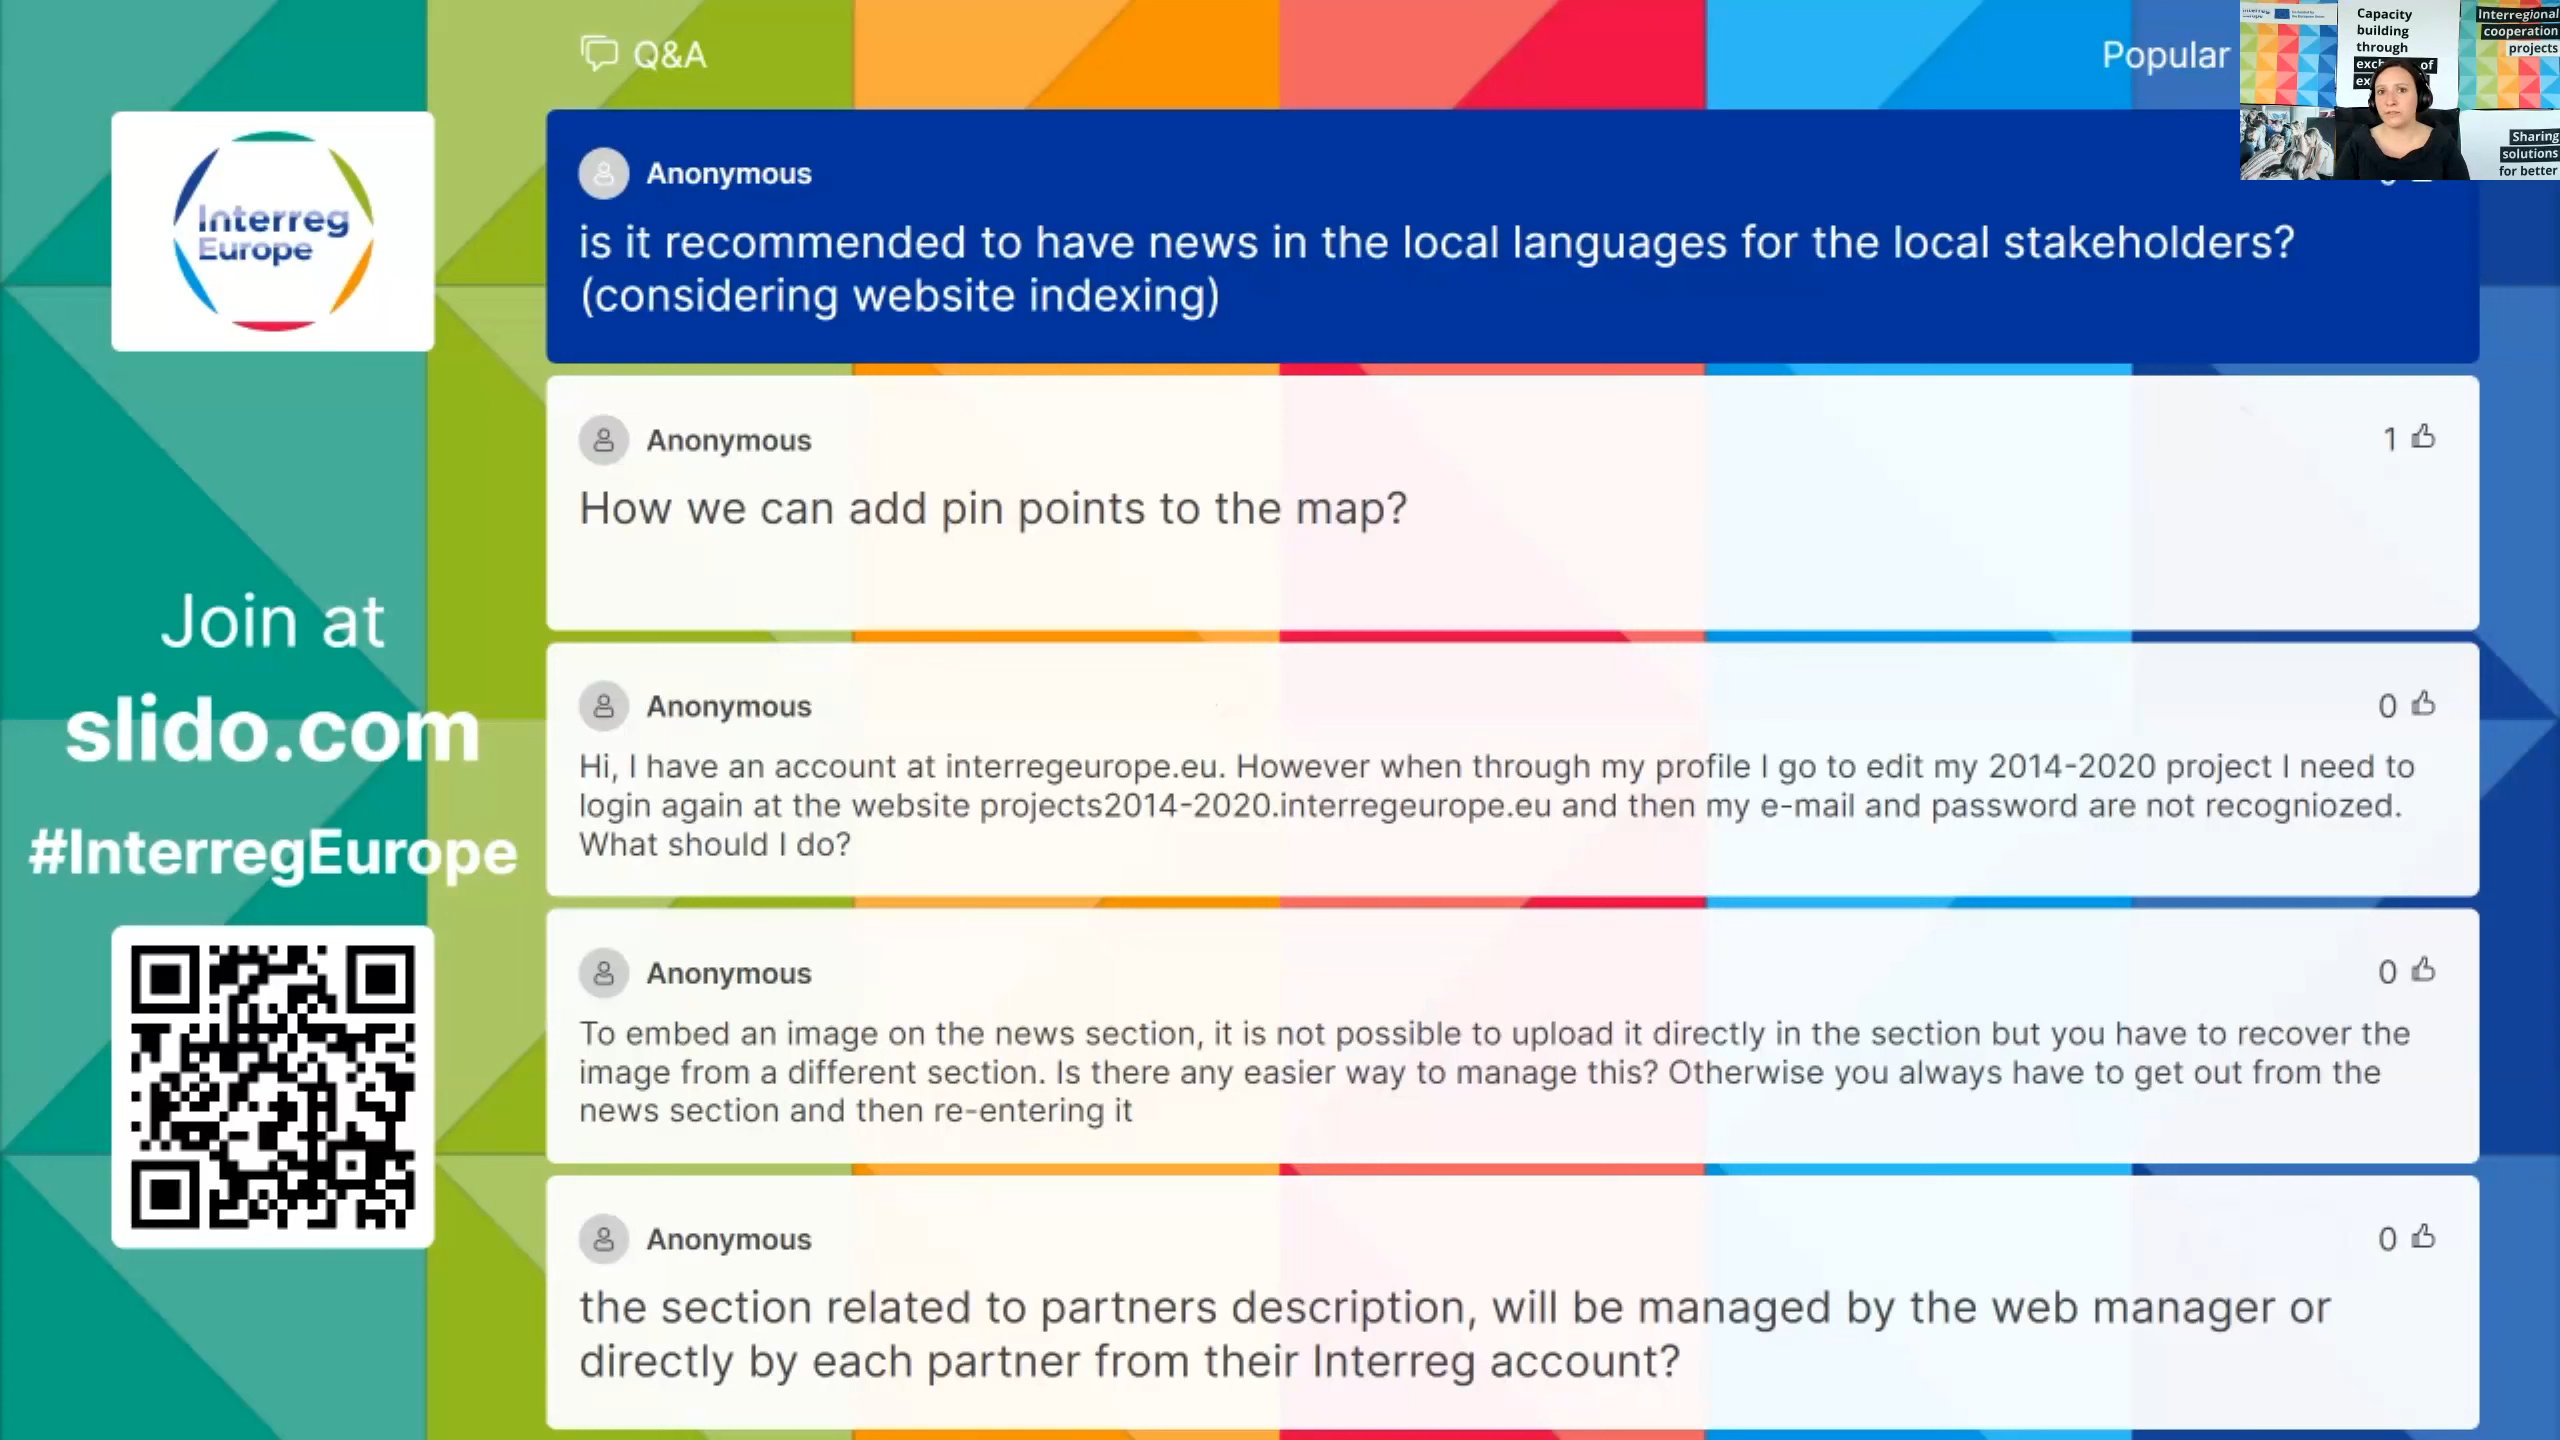 Q&A
Popular
Interreg
Europe
Anonymous
is it recommended to have news in the local languages for the local stakeholders?
(considering website indexing)
Anonymous
1
How we can add pin points to the map?
Anonymous
0
Hi, I have an account at interregeurope.eu. However when through my profile I go to edit my 2014-2020 project I need to
login again at the website projects2014-2020.interregeurope.eu and then my e-mail and password are not recogniozed.
What should I do?
Anonymous
0
To embed an image on the news section, it is not possible to upload it directly in the section but you have to recover the
image from a different section. Is there any easier way to manage this? Otherwise you always have to get out from the
news section and then re-entering it
Anonymous
0
the section related to partners description, will be managed by the web manager or
directly by each partner from their Interreg account?
Join at
slido.com
#InterregEurope
Capacity
building
through
of
Interregional
cooperation
projects
Sharing
solutions
for better